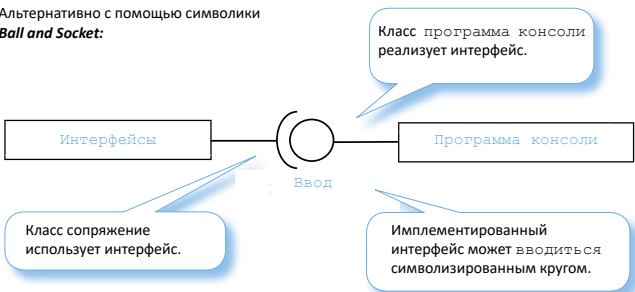 Альтернативно с помощью символики
Ball and Socket:
Класс программа консоли
реализует интерфейс.
Интерфейсы
Программа консоли
Ввод
Класс сопряжение
использует интерфейс.
Имплементированный
интерфейс может вводиться
символизированным кругом.